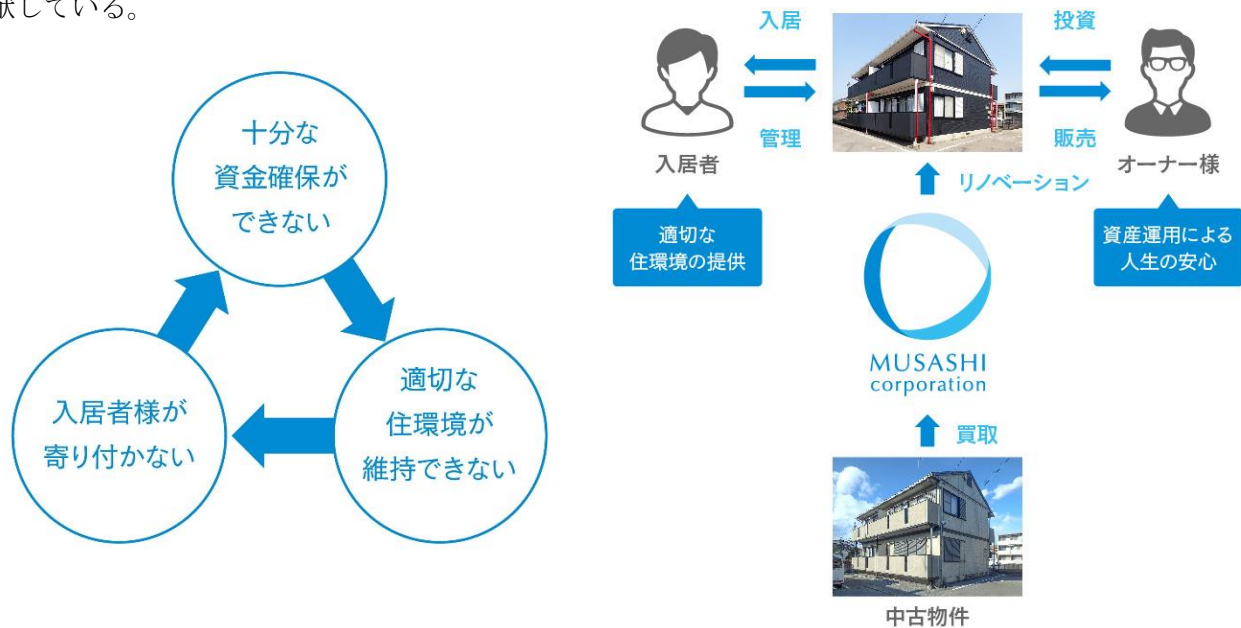 献している。
十分な
資金確保が
できない
入居者様が
寄り付かない
適切な
住環境が
維持できない
入居
管理
入居者
適切な
住環境の提供
投資
販売
オーナー様
資産運用による
人生の安心
リノベーション
MUSASHI
corporation
買取
中古物件